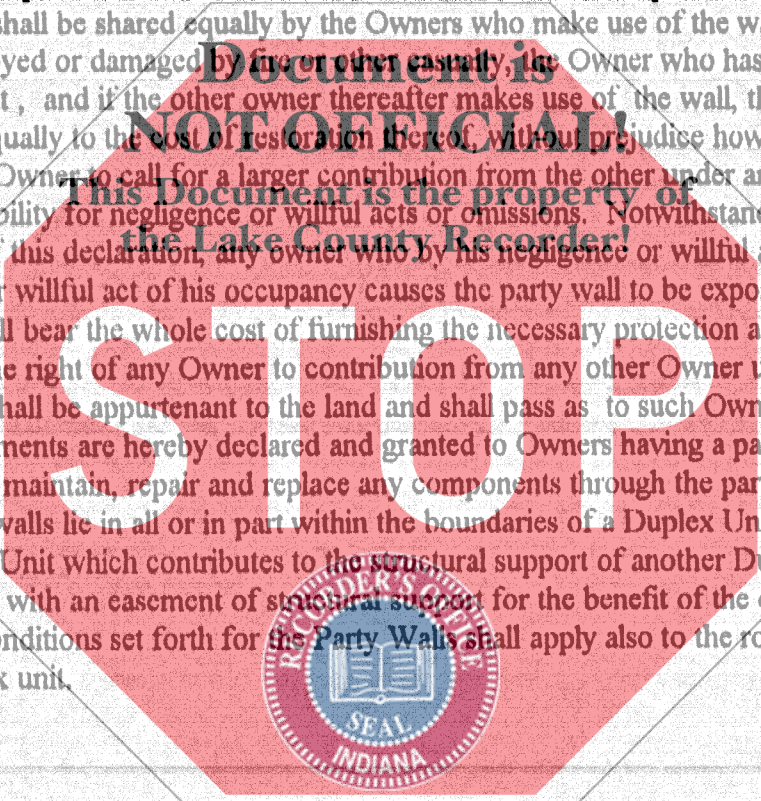 shall be shared equally by the Owners who make use of the w
yed or damaged by fire or other casualty, the Owner who has
Document is
t , and if the other owner thereafter makes use of the wall, th
ually to the cost of restoration thereof, without prejudice how
NOT OFFICIAL!
Owner to call for a larger contribution from the other under an
This Document is the property of
bility for negligence or willful acts or omissions. Notwithstand
the Lake County Recorder!
f this declaration, any owner who by his negligence or willful a
r willful act of his occupancy causes the party wall to be expo
ll bear the whole cost of furnishing the necessary protection a
e right of any Owner to contribution from any other Owner u
shall be appurtenant to the land and shall pass as to such Own
ments are hereby declared and granted to Owners having a pa
maintain, repair and replace any components through the par
walls lie in all or in part within the boundaries of a Duplex Un
Unit which contributes to the structural support of another Du
with an easement of structural support for the benefit of the
nditions set forth for the Party Walls shall apply also to the ro
x unit.
STOP
RECORDER'S OFFICE
SEAL
INDIANA